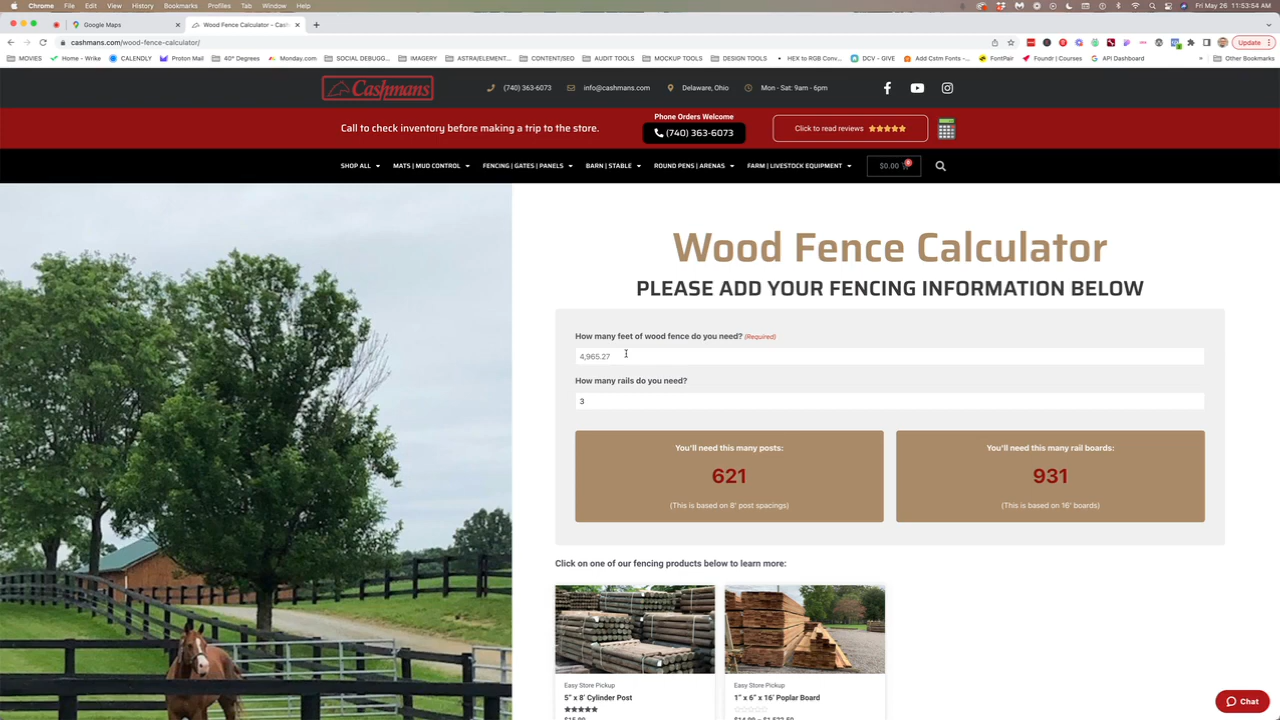 Chrome File Edit View History Bookmarks Profiles Tab Window Help Fri May 26 11:53:54 AM
Google Maps Wood Fence Calculator - Cash
cashmans.com/wood-fence-calculator/ Update
MOVIES Home - Wrike CALENDLY Proton Mail 40° Degrees Monday.com SOCIAL DEBUGG... IMAGERY ASTRA/ELEMENT... CONTENT/SEO AUDIT TOOLS MOCKUP TOOLS DESIGN TOOLS HEX to RGB Conv... DCV - GIVE Add Cstm Fonts -... FontPair Foundr | Courses API Dashboard » Other Bookmarks
Cashmans (740) 363-6073 info@cashmans.com Delaware, Ohio Mon - Sat: 9am - 6pm
Call to check inventory before making a trip to the store.
Phone Orders Welcome
(740) 363-6073
Click to read reviews
SHOP ALL MATS | MUD CONTROL FENCING | GATES | PANELS BARN | STABLE ROUND PENS | ARENAS FARM | LIVESTOCK EQUIPMENT $0.00 0
Wood Fence Calculator
PLEASE ADD YOUR FENCING INFORMATION BELOW
How many feet of wood fence do you need? (Required)
4,965.27
How many rails do you need?
3
You'll need this many posts:
621
(This is based on 8' post spacings)
You'll need this many rail boards:
931
(This is based on 16' boards)
Click on one of our fencing products below to learn more:
Easy Store Pickup
5" x 8' Cylinder Post
Easy Store Pickup
1" x 6" x 16' Poplar Board
Chat